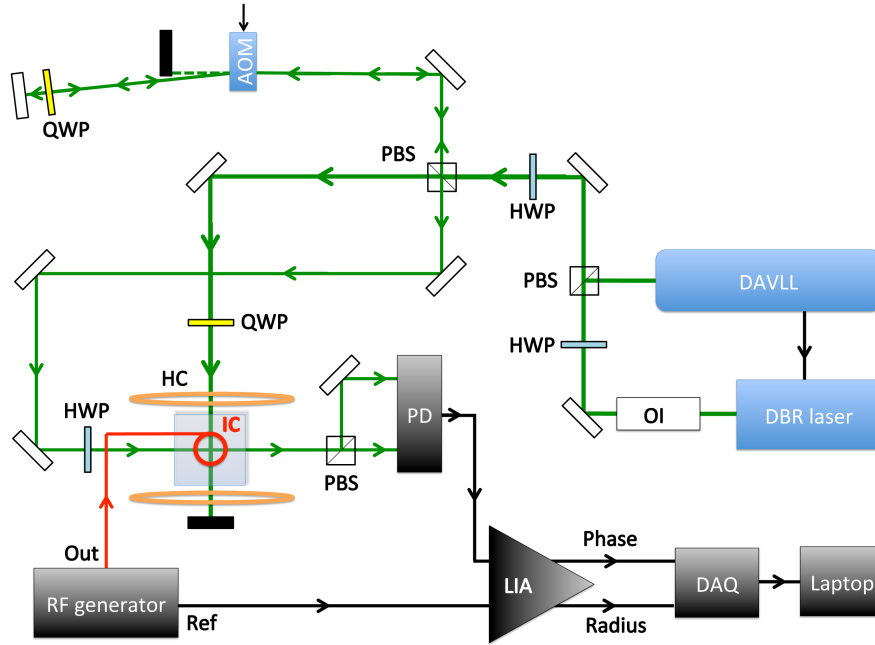 AOM
QWP
PBS
HWP
PBS
DAVLL
QWP
HWP
HC
HWP
IC
PD
OI
DBR laser
PBS
Out
Phase
RF generator
LIA
DAQ
Laptop
Ref
Radius